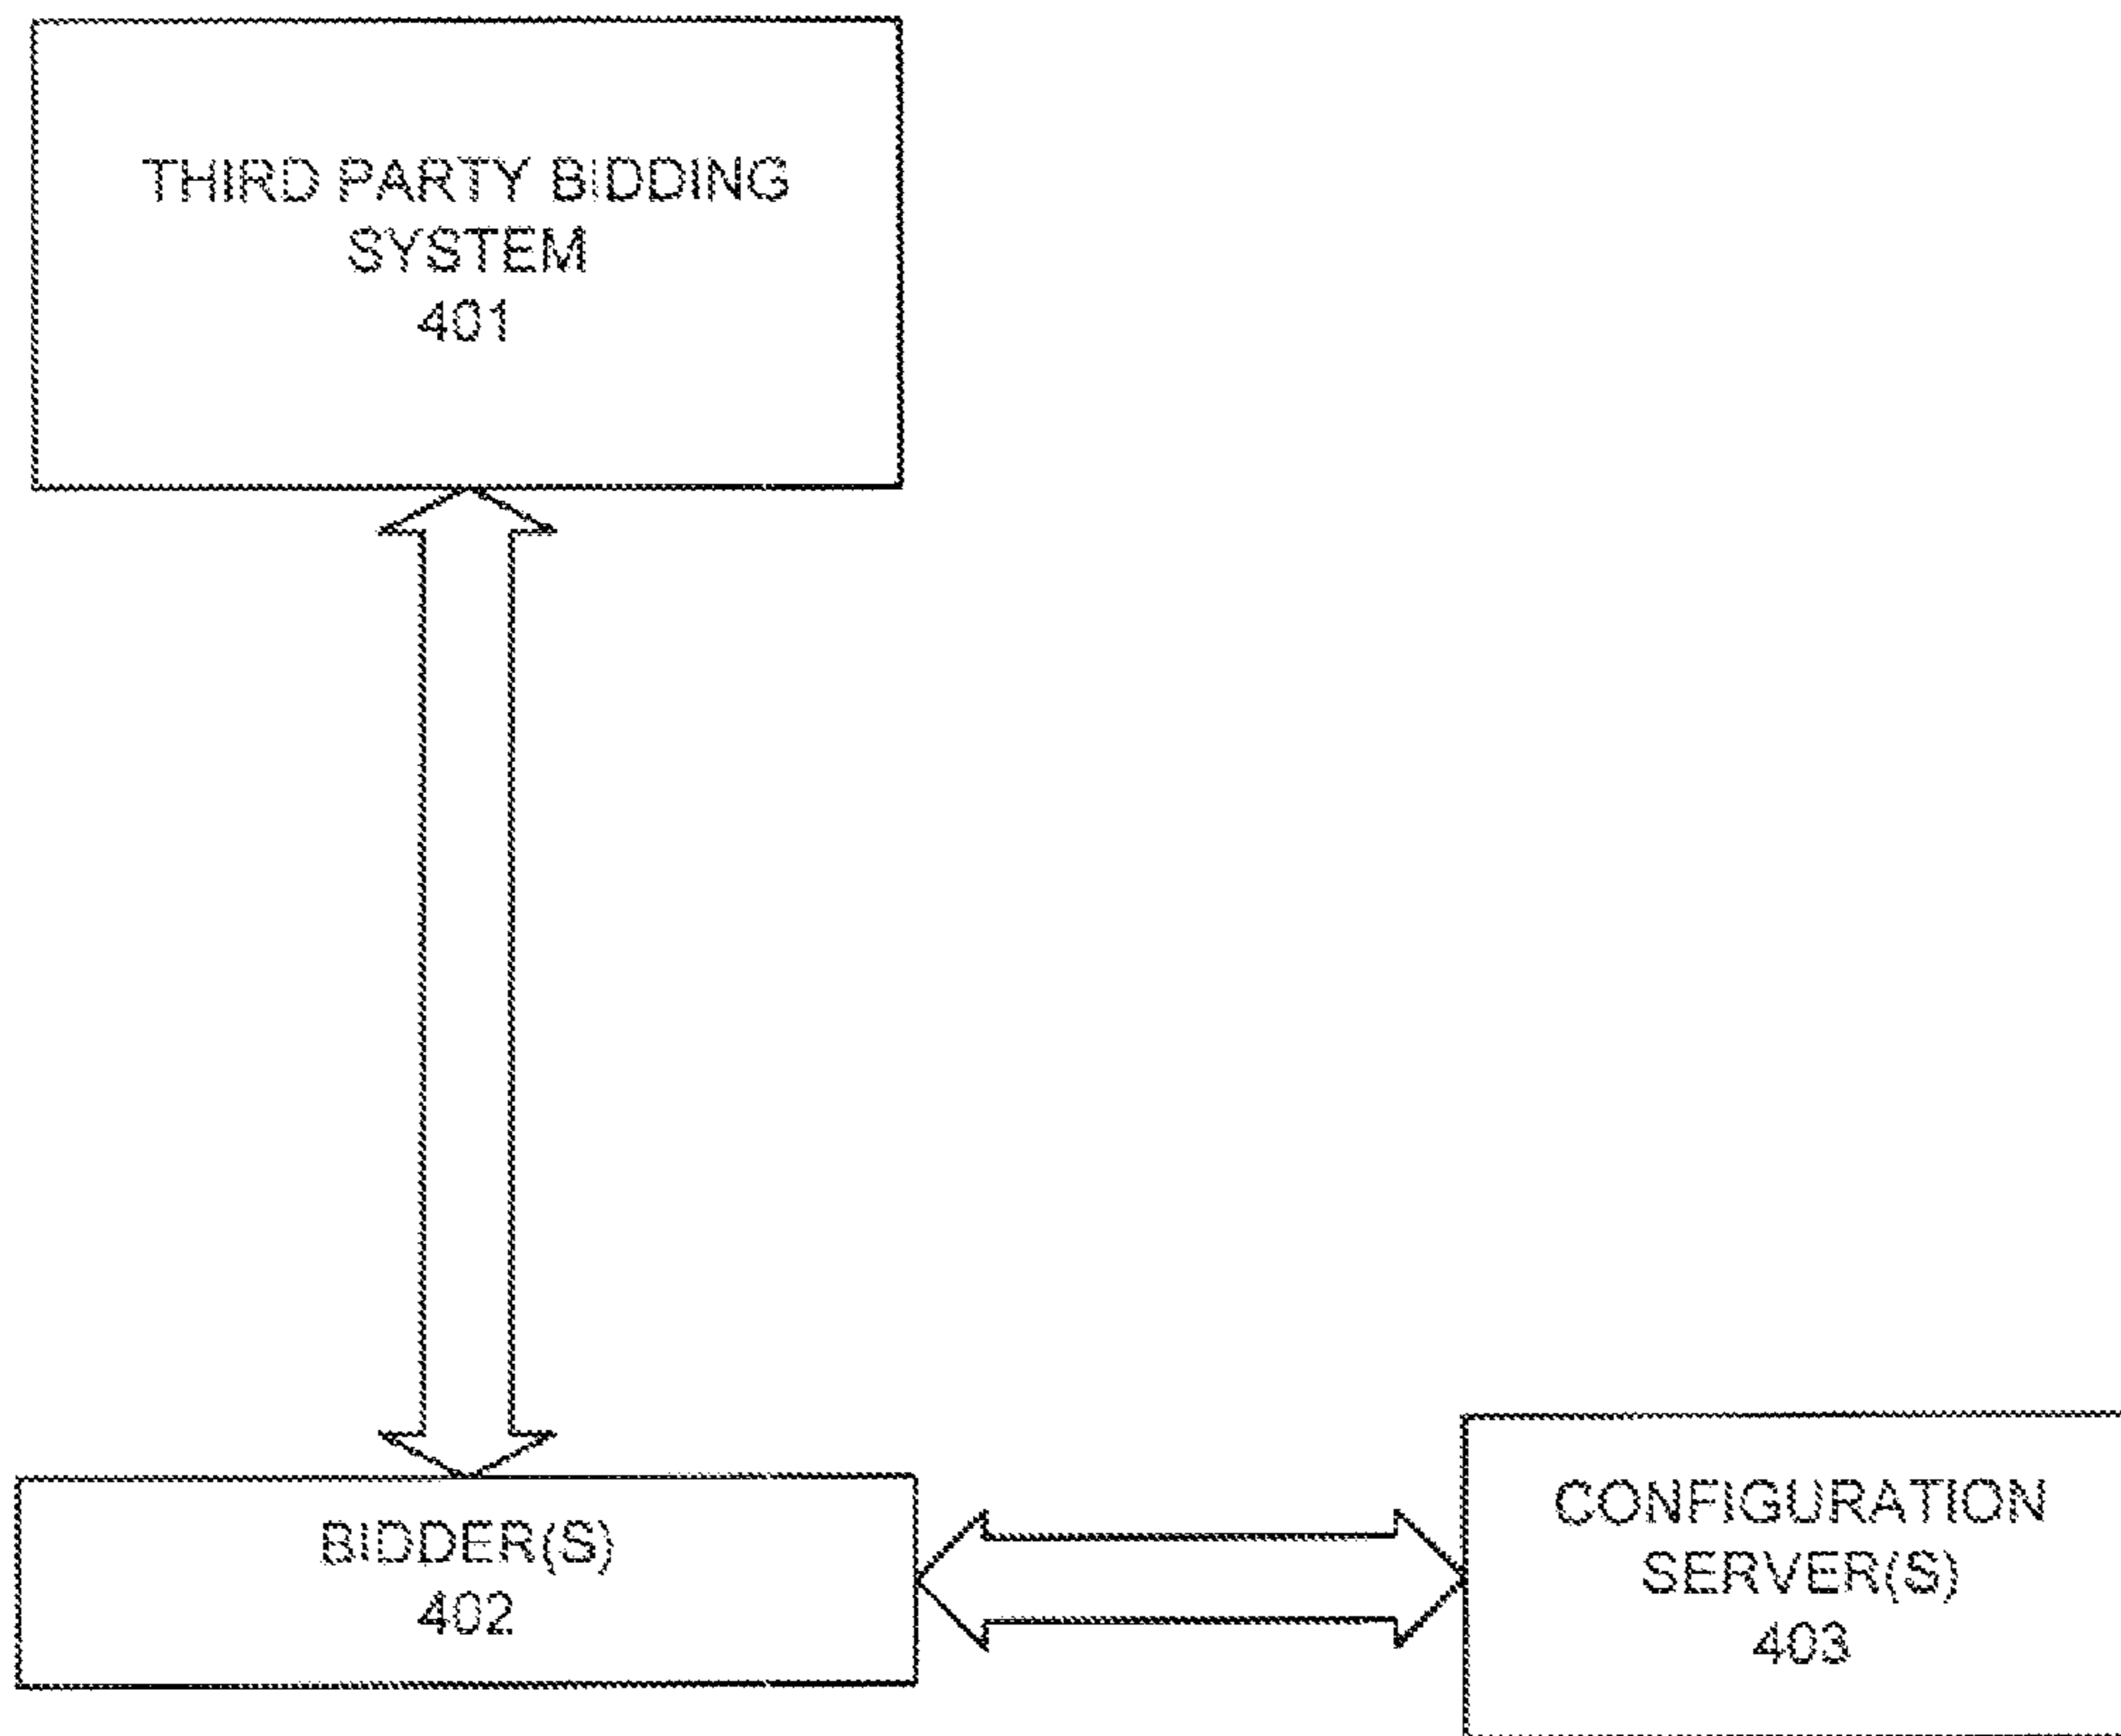 THIRD PARTY BIDDING
SYSTEM
401
BIDDER(S)
402
CONFIGURATION
SERVER(S)
403